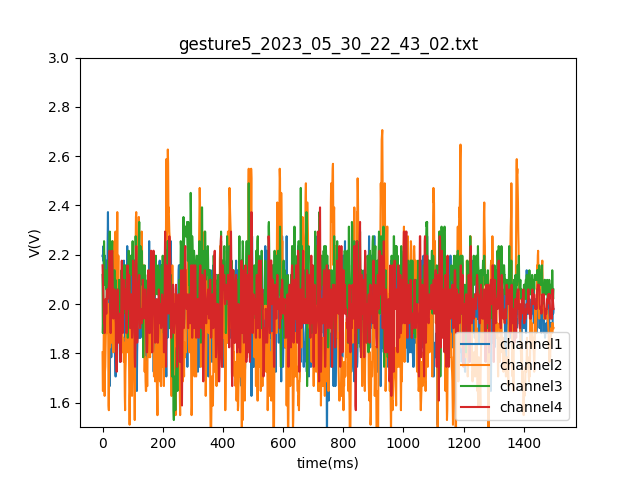 gesture5_2023_05_30_22_43_02.txt
3.0
2.8
2.6
2.4
2.2
2.0
1.8
1.6
V(V)
channel1
channel2
channel3
channel4
0 200 400 600 800 1000 1200 1400
time(ms)